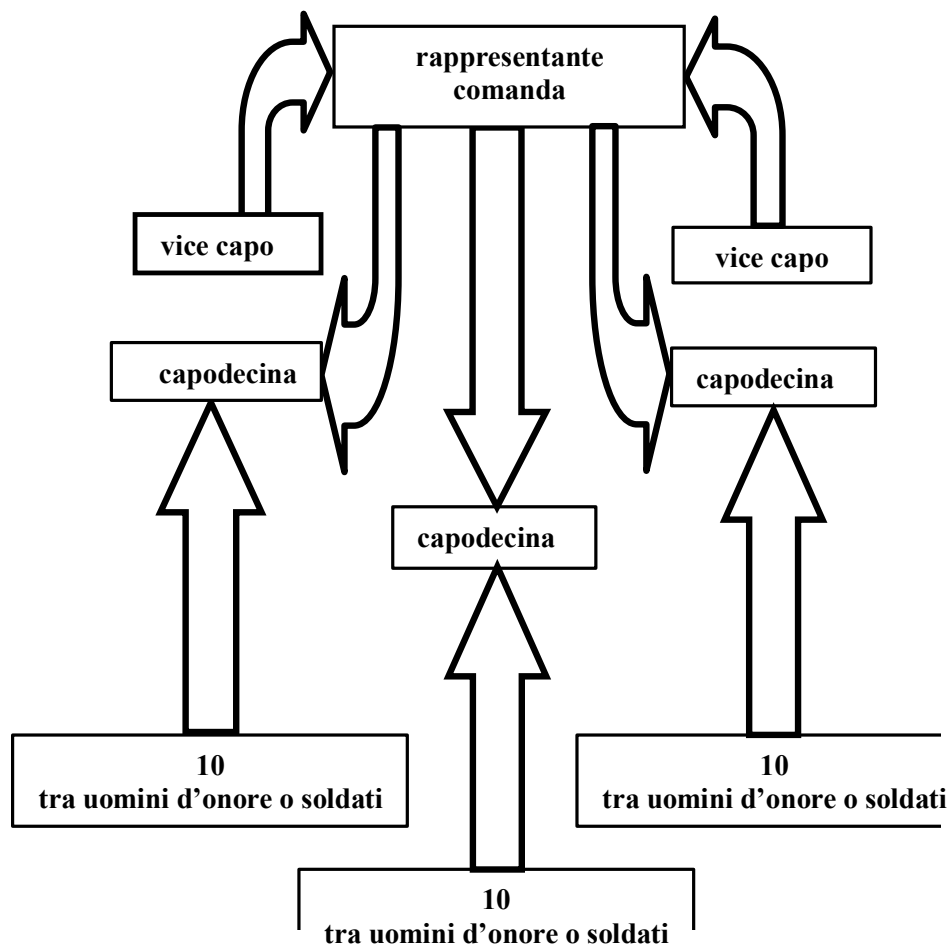 rappresentante
comanda
vice capo
vice capo
capodecina
capodecina
capodecina
10
tra uomini d’onore o soldati
10
tra uomini d’onore o soldati
10
tra uomini d’onore o soldati